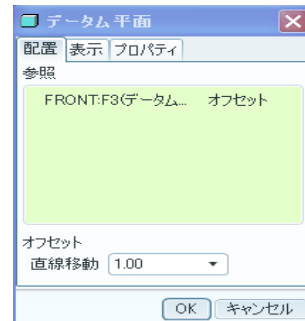 データム平面
配置 表示 プロパティ
参照
FRONT:F3(データム... オフセット
オフセット
直線移動 1.00
OK キャンセル